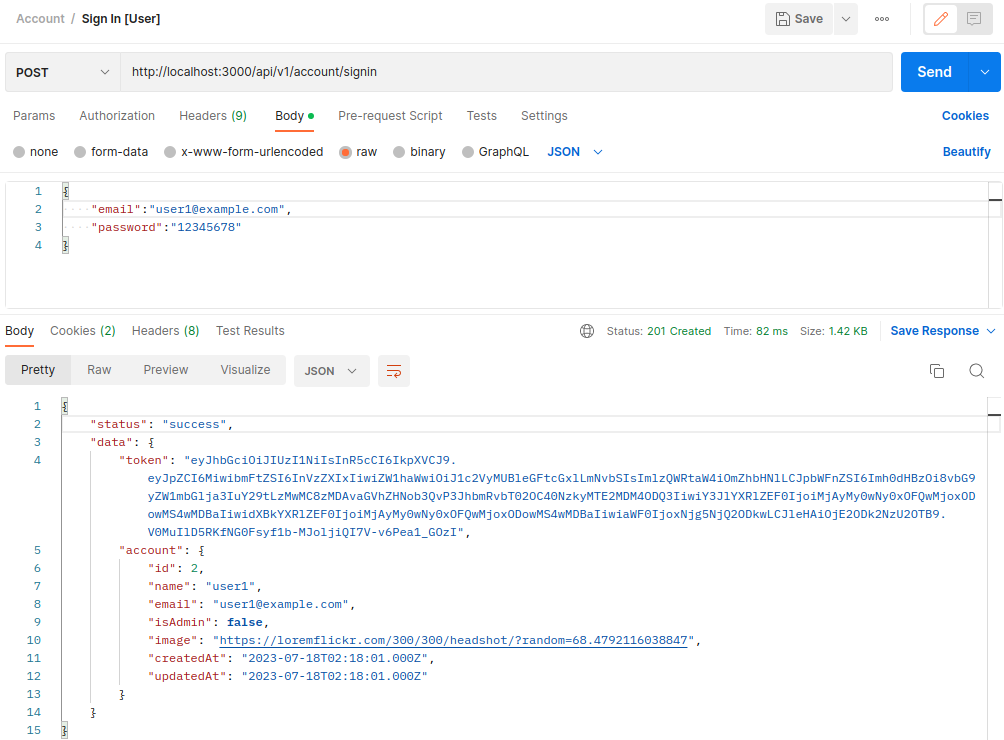 Account / Sign In [User]
Save
POST
http://localhost:3000/api/v1/account/signin
Send
Params Authorization Headers (9) Body Pre-request Script Tests Settings Cookies
none form-data x-www-form-urlencoded raw binary GraphQL JSON Beautify
1 {
2 "email":"user1@example.com",
3 "password":"12345678"
4 }
Body Cookies (2) Headers (8) Test Results Status: 201 Created Time: 82 ms Size: 1.42 KB Save Response
Pretty Raw Preview Visualize JSON
1 {
2 "status": "success",
3 "data": {
4 "token": "eyJhbGciOiJIUzI1NiIsInR5cCI6IkpXVCJ9.
eyJpZCI6MiwibmFtZSI6InVzZXIxIiwiZW1haWwiOiJ1c2VyMUBleGFtcGxlLmNvbSIsImlzQWRtaW4iOmZhbHNlLCJpbWFnZSI6Imh0dHBzOi8vbG9
yZW1mbGlja3IuY29tLzMwMC8zMDAvaGVhZHNob3QvP3JhbmRvbT02OC40NzkyMTE2MDM4ODQ3IiwiY3JlYXRlZEF0IjoiMjAyMy0wNy0xOFQwMjoxOD
owMS4wMDBaIiwidXBkYXRlZEF0IjoiMjAyMy0wNy0xOFQwMjoxODowMS4wMDBaIiwiaWF0IjoxNjg5NjQ2ODkwLCJleHAiOjE2ODk2NzU2OTB9.
V0MuIlD5RKfNG0Fsyf1b-MJoljiQI7V-v6Pea1_GOzI",
5 "account": {
6 "id": 2,
7 "name": "user1",
8 "email": "user1@example.com",
9 "isAdmin": false,
10 "image": "https://loremflickr.com/300/300/headshot/?random=68.4792116038847",
11 "createdAt": "2023-07-18T02:18:01.000Z",
12 "updatedAt": "2023-07-18T02:18:01.000Z"
13 }
14 }
15 }